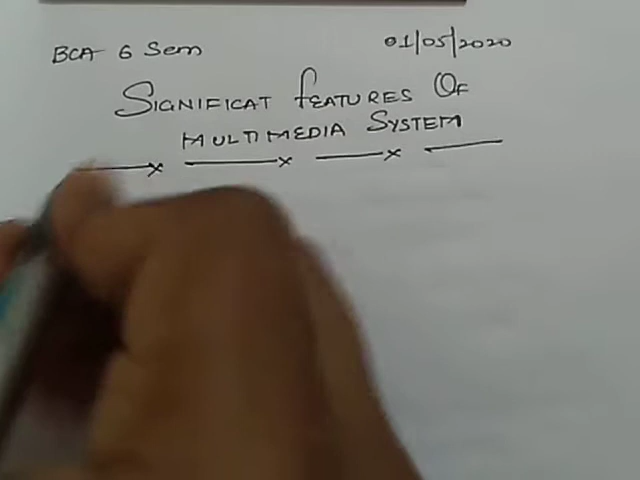 BCA 6 Sem 01/05/2020
SIGNIFICAT FEATURES OF
MULTIMEDIA SYSTEM